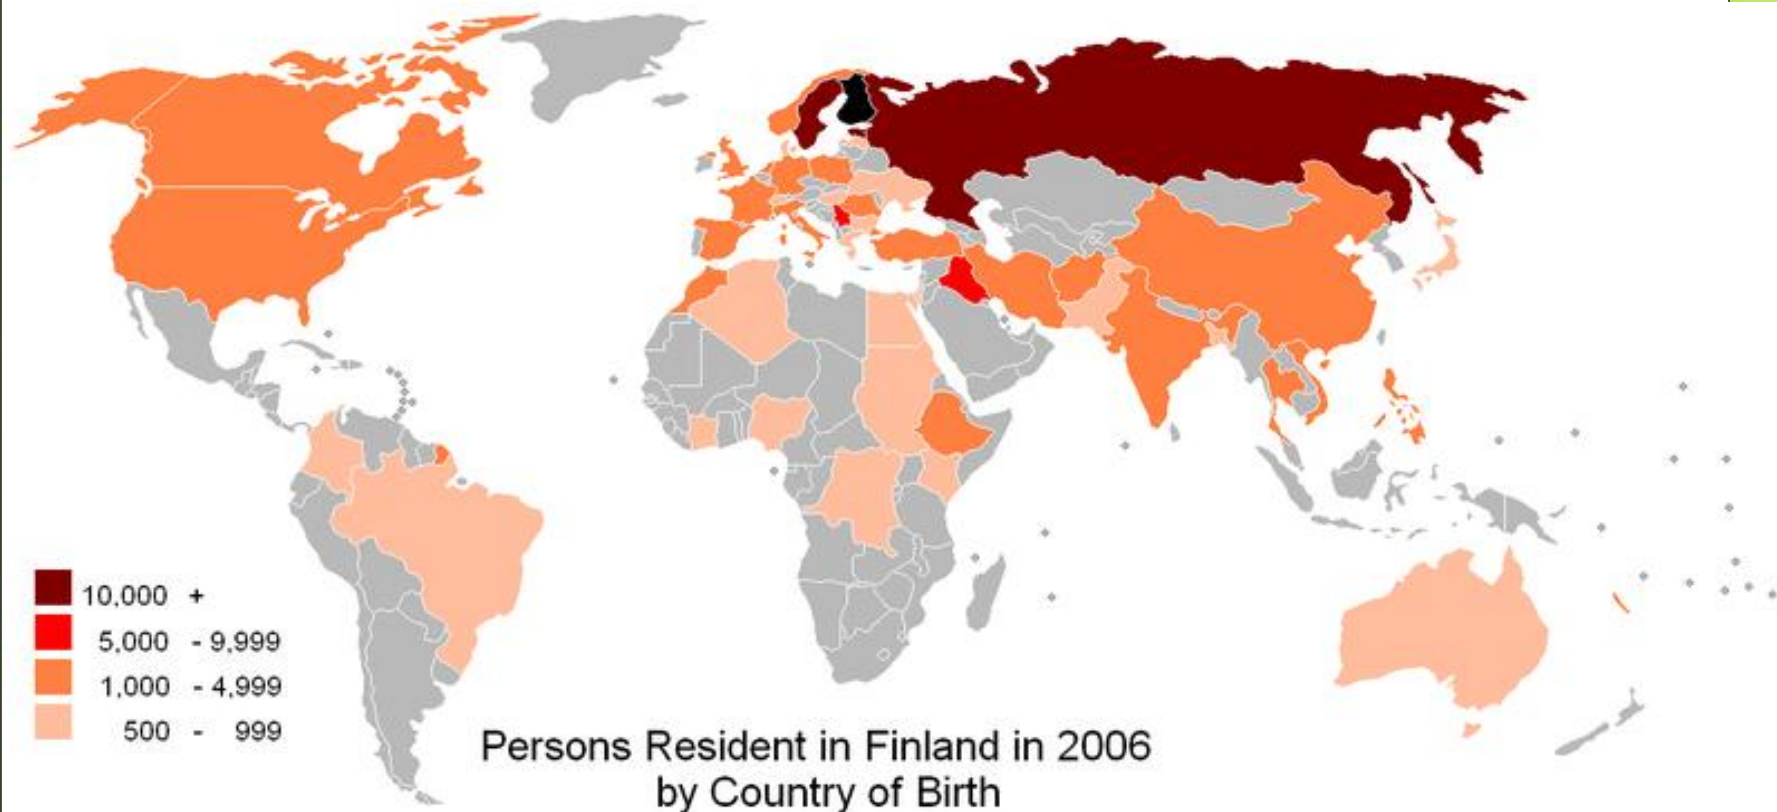 10,000 +
5,000 - 9,999
1,000 - 4,999
500 - 999
Persons Resident in Finland in 2006
by Country of Birth